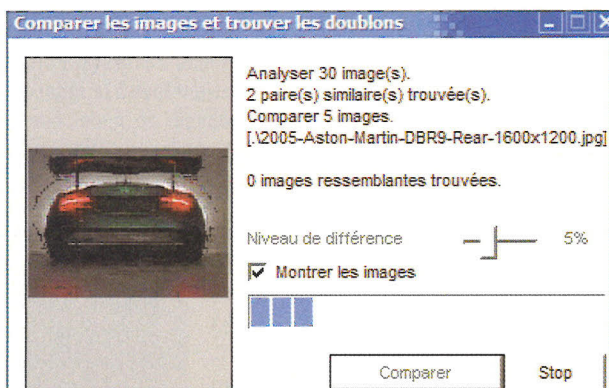 Comparer les images et trouver les doublons
Analyser 30 image(s).
2 paire(s) similaire(s) trouvée(s).
Comparer 5 images.
[.\2005-Aston-Martin-DBR9-Rear-1600x1200.jpg]
0 images ressemblantes trouvées.
Niveau de différence 5%
Montrer les images
Comparer Stop